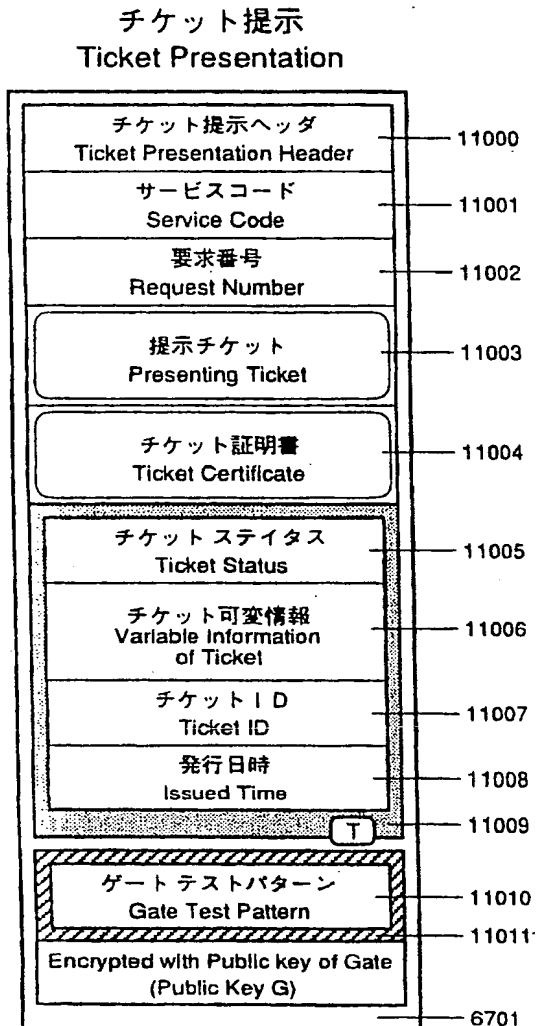 チケット提示
Ticket Presentation
チケット提示ヘッダ
Ticket Presentation Header
11000
サービスコード
Service Code
11001
要求番号
Request Number
11002
提示チケット
Presenting Ticket
11003
チケット証明書
Ticket Certificate
11004
チケット ステイタス
Ticket Status
11005
チケット可変情報
Variable Information
of Ticket
11006
チケットID
Ticket ID
11007
発行日時
Issued Time
11008
T
11009
ゲート テストパターン
Gate Test Pattern
11010
11011
Encrypted with Public key of Gate
(Public Key G)
6701